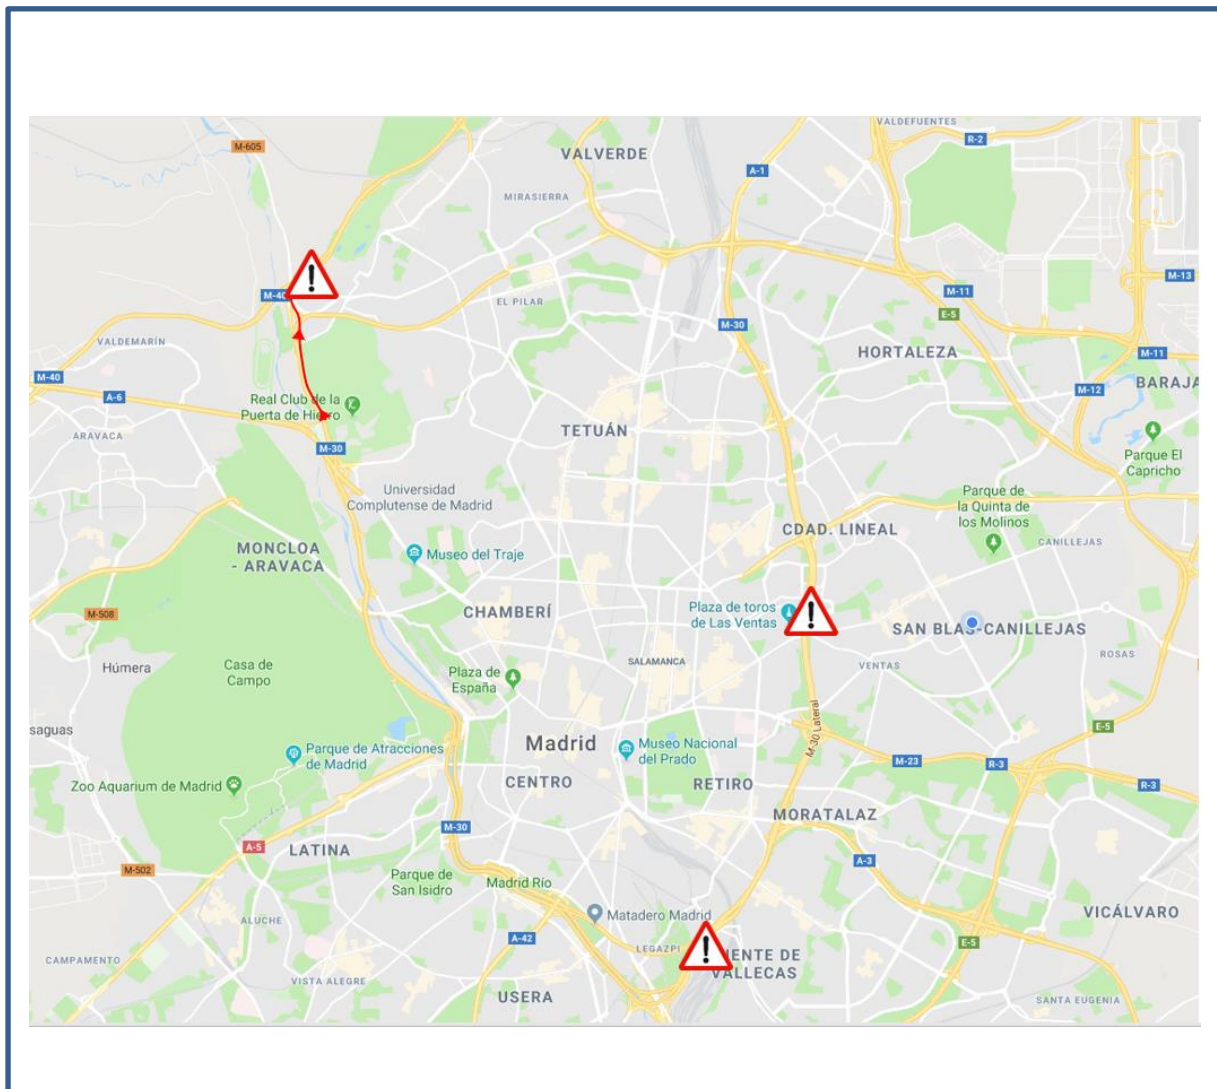 VALDEFUENTES
R-2
M-605
VALVERDE
A-1
MIRASIERRA
M-13
M-40
EL PILAR
M-11
E-5
M-30
VALDEMARÍN
HORTALEZA
M-11
M-40
A-6
M-12
BARAJA
Real Club de la
Puerta de Hierro
ARAVACA
TETUÁN
M-30
Parque El
Capricho
Universidad
Complutense de Madrid
Parque de
la Quinta de
los Molinos
CDAD. LINEAL
CANILLEJAS
MONCLOA
- ARAVACA
Museo del Traje
CHAMBERÍ
Plaza de toros
de Las Ventas
M-508
SAN BLAS-CANILLEJAS
Húmera
Casa de
Campo
SALAMANCA
VENTAS
ROSAS
Plaza de
España
saguas
M-30 Lateral
E-5
Madrid
Museo Nacional
del Prado
Parque de Atracciones
de Madrid
M-23
R-3
Zoo Aquarium de Madrid
CENTRO
RETIRO
R-3
MORATALAZ
M-30
A-5
LATINA
A-3
M-502
Parque de
San Isidro
Madrid Río
Matadero Madrid
VICÁLVARO
ALUCHE
A-42
LEGAZPI
E-5
IENTE DE
VALLECAS
CAMPAMENTO
VISTA ALEGRE
USERA
SANTA EUGENIA